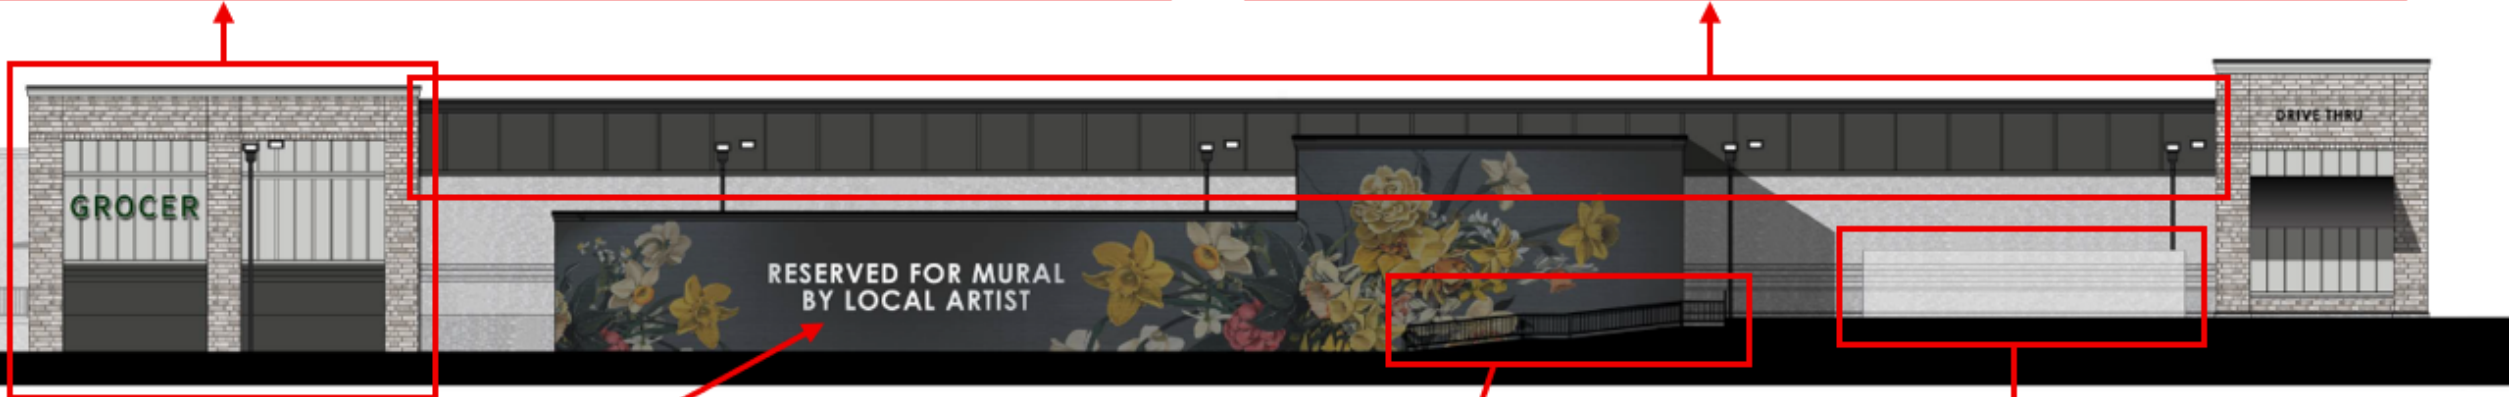 GROCER
RESERVED FOR MURAL
BY LOCAL ARTIST
DRIVE THRU